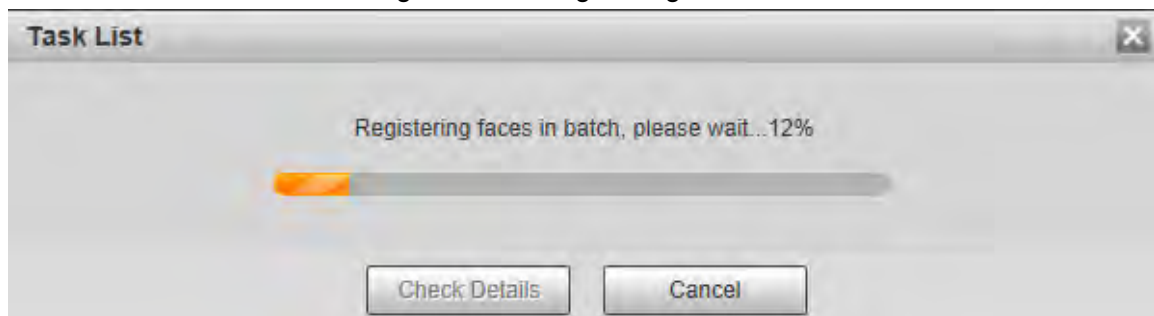 Task List
Registering faces in batch, please wait...12%
Check Details
Cancel